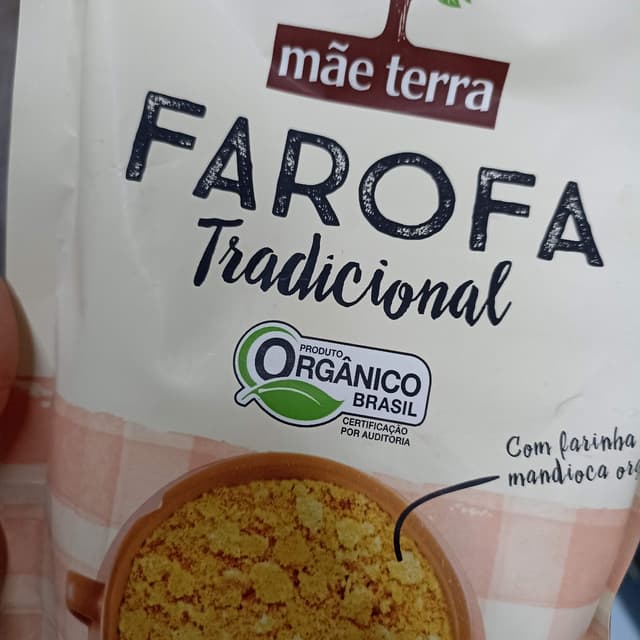 mãe terra
FAROFA
Tradicional
PRODUTO
ORGÂNICO
BRASIL
CERTIFICAÇÃO
POR AUDITORIA
Com farinha
mandioca